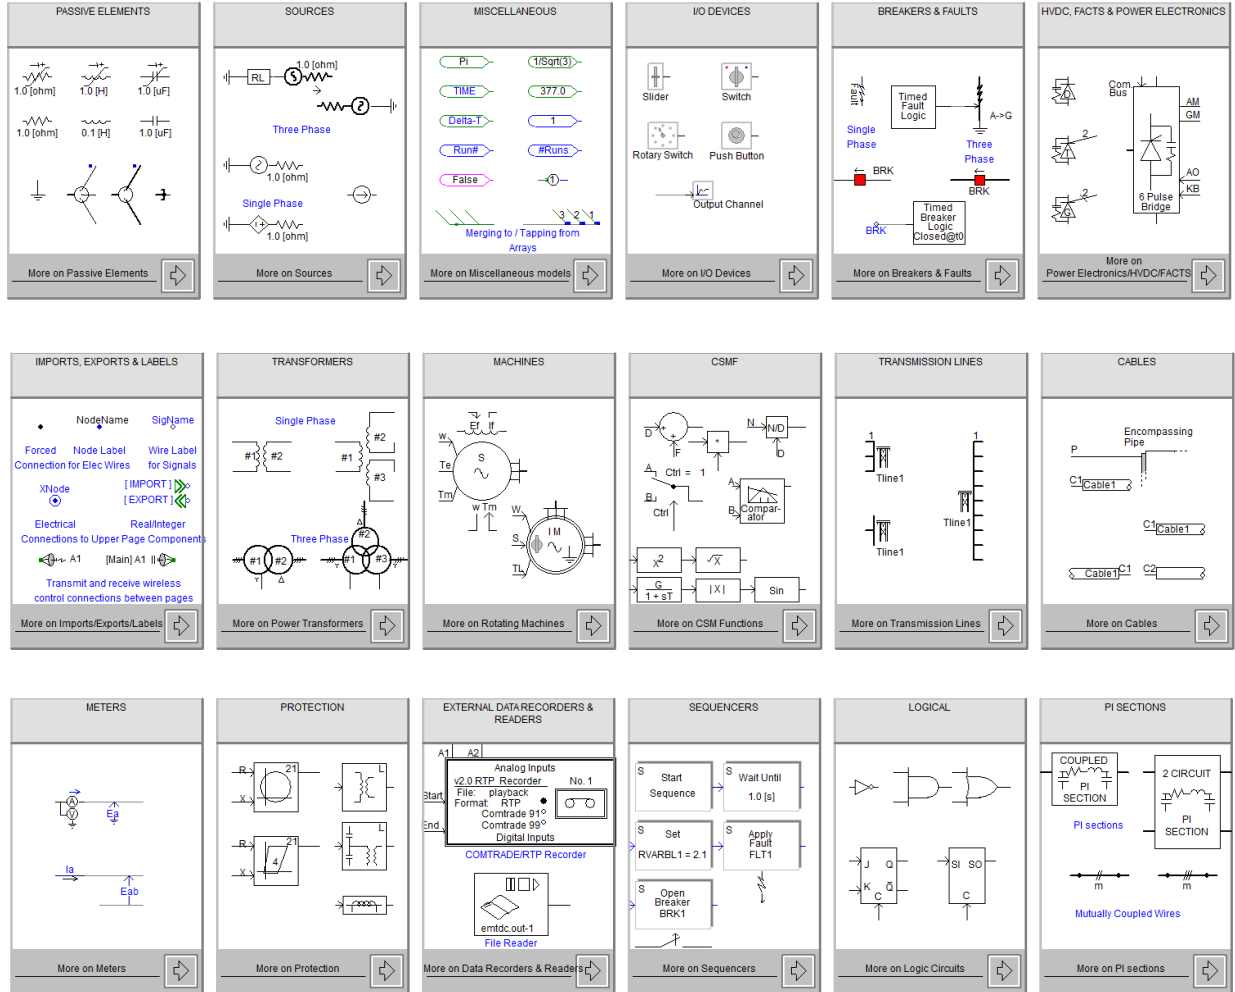 PASSIVE ELEMENTS
1.0 [ohm]
1.0 [H]
1.0 [uF]
1.0 [ohm]
0.1 [H]
1.0 [uF]
More on Passive Elements
SOURCES
RL
1.0 [ohm]
Three Phase
1.0 [ohm]
Single Phase
1.0 [ohm]
More on Sources
MISCELLANEOUS
Pi
1/Sqrt(3)
TIME
377.0
Delta-T
1
Run#
#Runs
False
1
3 2 1
Merging to / Tapping from
Arrays
More on Miscellaneous models
I/O DEVICES
Slider
Switch
Rotary Switch
Push Button
Output Channel
More on I/O Devices
BREAKERS & FAULTS
Fault
Timed
Fault
Logic
A->G
Single
Phase
Three
Phase
BRK
BRK
Timed
Breaker
Logic
Closed@t0
BRK
More on Breakers & Faults
HVDC, FACTS & POWER ELECTRONICS
D
2
T
2
G
Com.
Bus
AM
GM
AO
KB
6 Pulse
Bridge
More on
Power Electronics/HVDC/FACTS
IMPORTS, EXPORTS & LABELS
NodeName
SigName
Forced
Node Label
Wire Label
Connection for Elec Wires
for Signals
XNode
[ IMPORT ]
[ EXPORT ]
Electrical
Real/Integer
Connections to Upper Page Components
A1
[Main] A1
Transmit and receive wireless
control connections between pages
More on Imports/Exports/Labels
TRANSFORMERS
Single Phase
#1
#2
#1
#2
#3
Three Phase
#1
#2
#1
#2
#3
More on Power Transformers
MACHINES
Ef If
w
S
Te
Tm
w Tm
W
S
I M
TL
More on Rotating Machines
CSMF
D
F
*
N
N/D
D
A
Ctrl = 1
B
Ctrl
A
B
Compar-
ator
X2
√X
G
1 + sT
| X |
Sin
More on CSM Functions
TRANSMISSION LINES
1
1
Tline1
Tline1
Tline1
More on Transmission Lines
CABLES
Encompassing
Pipe
P
C1
Cable1
C1
Cable1
Cable1
C1
C2
More on Cables
METERS
A
V
Ea
Ia
Eab
More on Meters
PROTECTION
R
21
X
L
R
21
4
X
L
More on Protection
EXTERNAL DATA RECORDERS &
READERS
A1
A2
Analog Inputs
v2.0 RTP Recorder
No. 1
File: playback
Start
Format: RTP
Comtrade 91
Comtrade 99
End
Digital Inputs
COMTRADE/RTP Recorder
emtdc.out-1
File Reader
More on Data Recorders & Readers
SEQUENCERS
S
Start
Sequence
S
Wait Until
1.0 [s]
S
Set
RVARBL1 = 2.1
S
Apply
Fault
FLT1
S
Open
Breaker
BRK1
More on Sequencers
LOGICAL
J Q
K Q̄
C
SI SO
C
More on Logic Circuits
PI SECTIONS
COUPLED
PI
SECTION
2 CIRCUIT
PI
SECTION
PI sections
m
m
Mutually Coupled Wires
More on PI sections